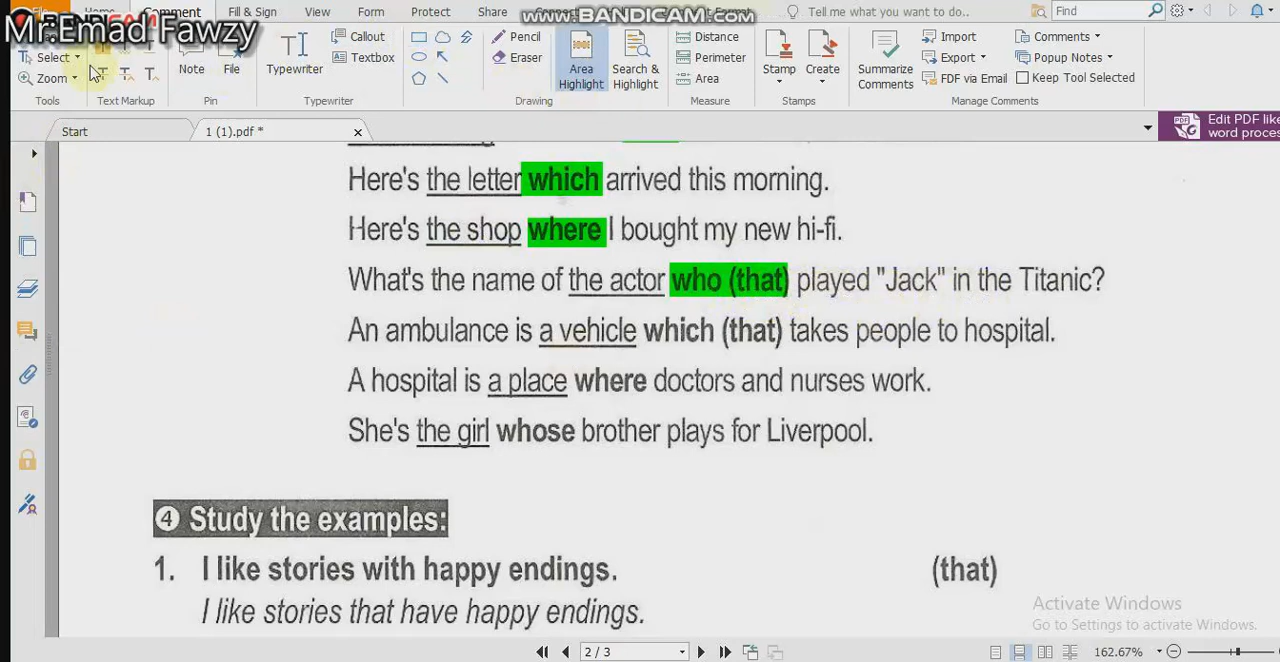 www.BANDICAM.com
Mr.Emad Fawzy
Comment View Form Protect Share
Fill & Sign
Tell me what you want to do..
Find
Select
Zoom
Tools
Text Markup
Note
File
Pin
Typewriter
Callout
Textbox
Typewriter
Pencil
Eraser
Area Highlight
Search & Highlight
Drawing
Distance
Perimeter
Area
Measure
Stamp
Create
Stamps
Summarize Comments
Import
Export
FDF via Email
Comments
Popup Notes
Keep Tool Selected
Manage Comments
Start
1 (1).pdf *
Edit PDF like
word proces
Here's the letter which arrived this morning.
Here's the shop where I bought my new hi-fi.
What's the name of the actor who (that) played "Jack" in the Titanic?
An ambulance is a vehicle which (that) takes people to hospital.
A hospital is a place where doctors and nurses work.
She's the girl whose brother plays for Liverpool.
4 Study the examples:
1. I like stories with happy endings. (that)
I like stories that have happy endings.
Activate Windows
Go to Settings to activate Windows.
2 / 3
162.67%